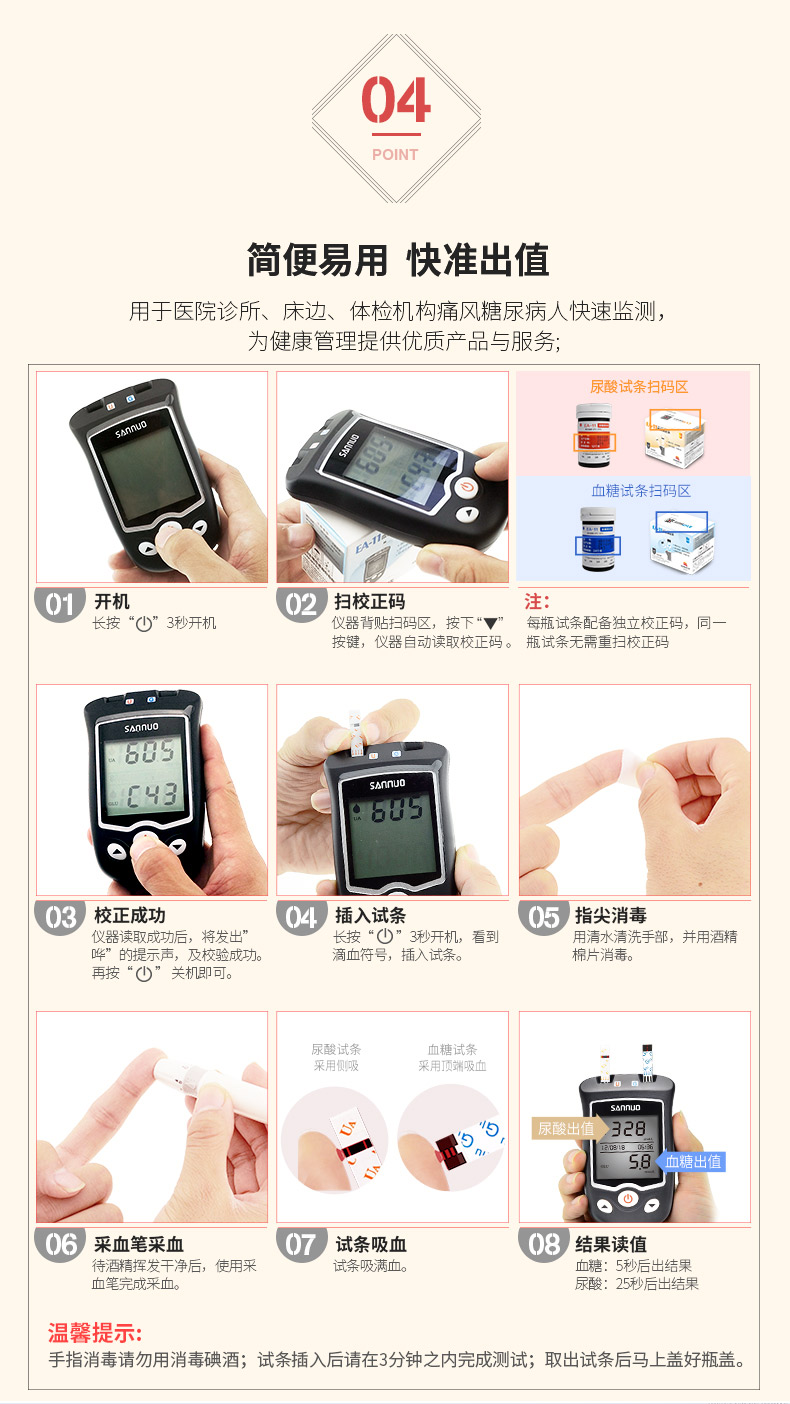 04
POINT
简便易用 快准出值
用于医院诊所、床边、体检机构痛风糖尿病人快速监测，
为健康管理提供优质产品与服务;
SANNUO
SANNUO
605
C43
EA-11
尿酸试条扫码区
EA-11
血糖试条扫码区
EA-11
01 开机
长按“⏻”3秒开机
02 扫校正码
仪器背贴扫码区，按下“▼”
按键，仪器自动读取校正码。
注：
每瓶试条配备独立校正码，同一
瓶试条无需重扫校正码
SANNUO
UA 605
C43
SANNUO
UA 605
03 校正成功
仪器读取成功后，将发出”
哗”的提示声，及校验成功。
再按“⏻” 关机即可。
04 插入试条
长按“⏻”3秒开机，看到
滴血符号，插入试条。
05 指尖消毒
用清水清洗手部，并用酒精
棉片消毒。
尿酸试条
采用侧吸
UA
UA
血糖试条
采用顶端吸血
G
G
SANNUO
尿酸出值
328
12/08/18 06:36
5.8
血糖出值
06 采血笔采血
待酒精挥发干净后，使用采
血笔完成采血。
07 试条吸血
试条吸满血。
08 结果读值
血糖：5秒后出结果
尿酸：25秒后出结果
温馨提示:
手指消毒请勿用消毒碘酒；试条插入后请在3分钟之内完成测试；取出试条后马上盖好瓶盖。